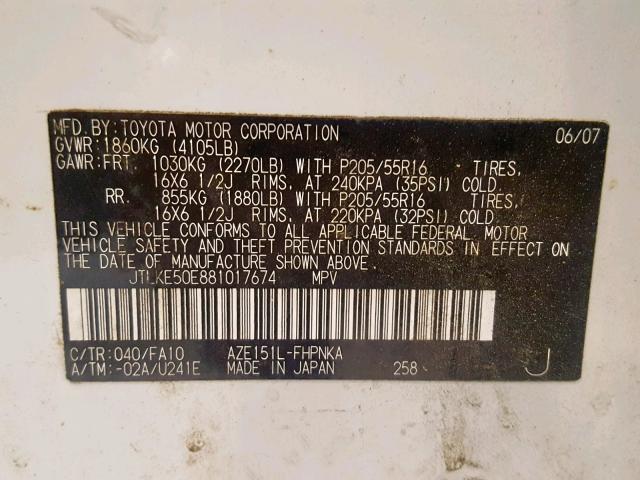 MFD.BY:TOYOTA MOTOR CORPORATION 06/07
GVWR:1860KG (4105LB)
GAWR:FRT. 1030KG (2270LB) WITH P205/55R16 TIRES,
16X6 1/2J RIMS, AT 240KPA (35PSI) COLD
RR. 855KG (1880LB) WITH P205/55R16 TIRES,
16X6 1/2J RIMS, AT 220KPA (32PSI) COLD
THIS VEHICLE CONFORMS TO ALL APPLICABLE FEDERAL MOTOR
VEHICLE SAFETY AND THEFT PREVENTION STANDARDS IN EFFECT ON
THE DATE OF MANUFACTURE SHOWN ABOVE.
JTLKE50E881017674 MPV
C/TR:040/FA10 AZE151L-FHPNKA
A/TM:-02A/U241E MADE IN JAPAN 258 J